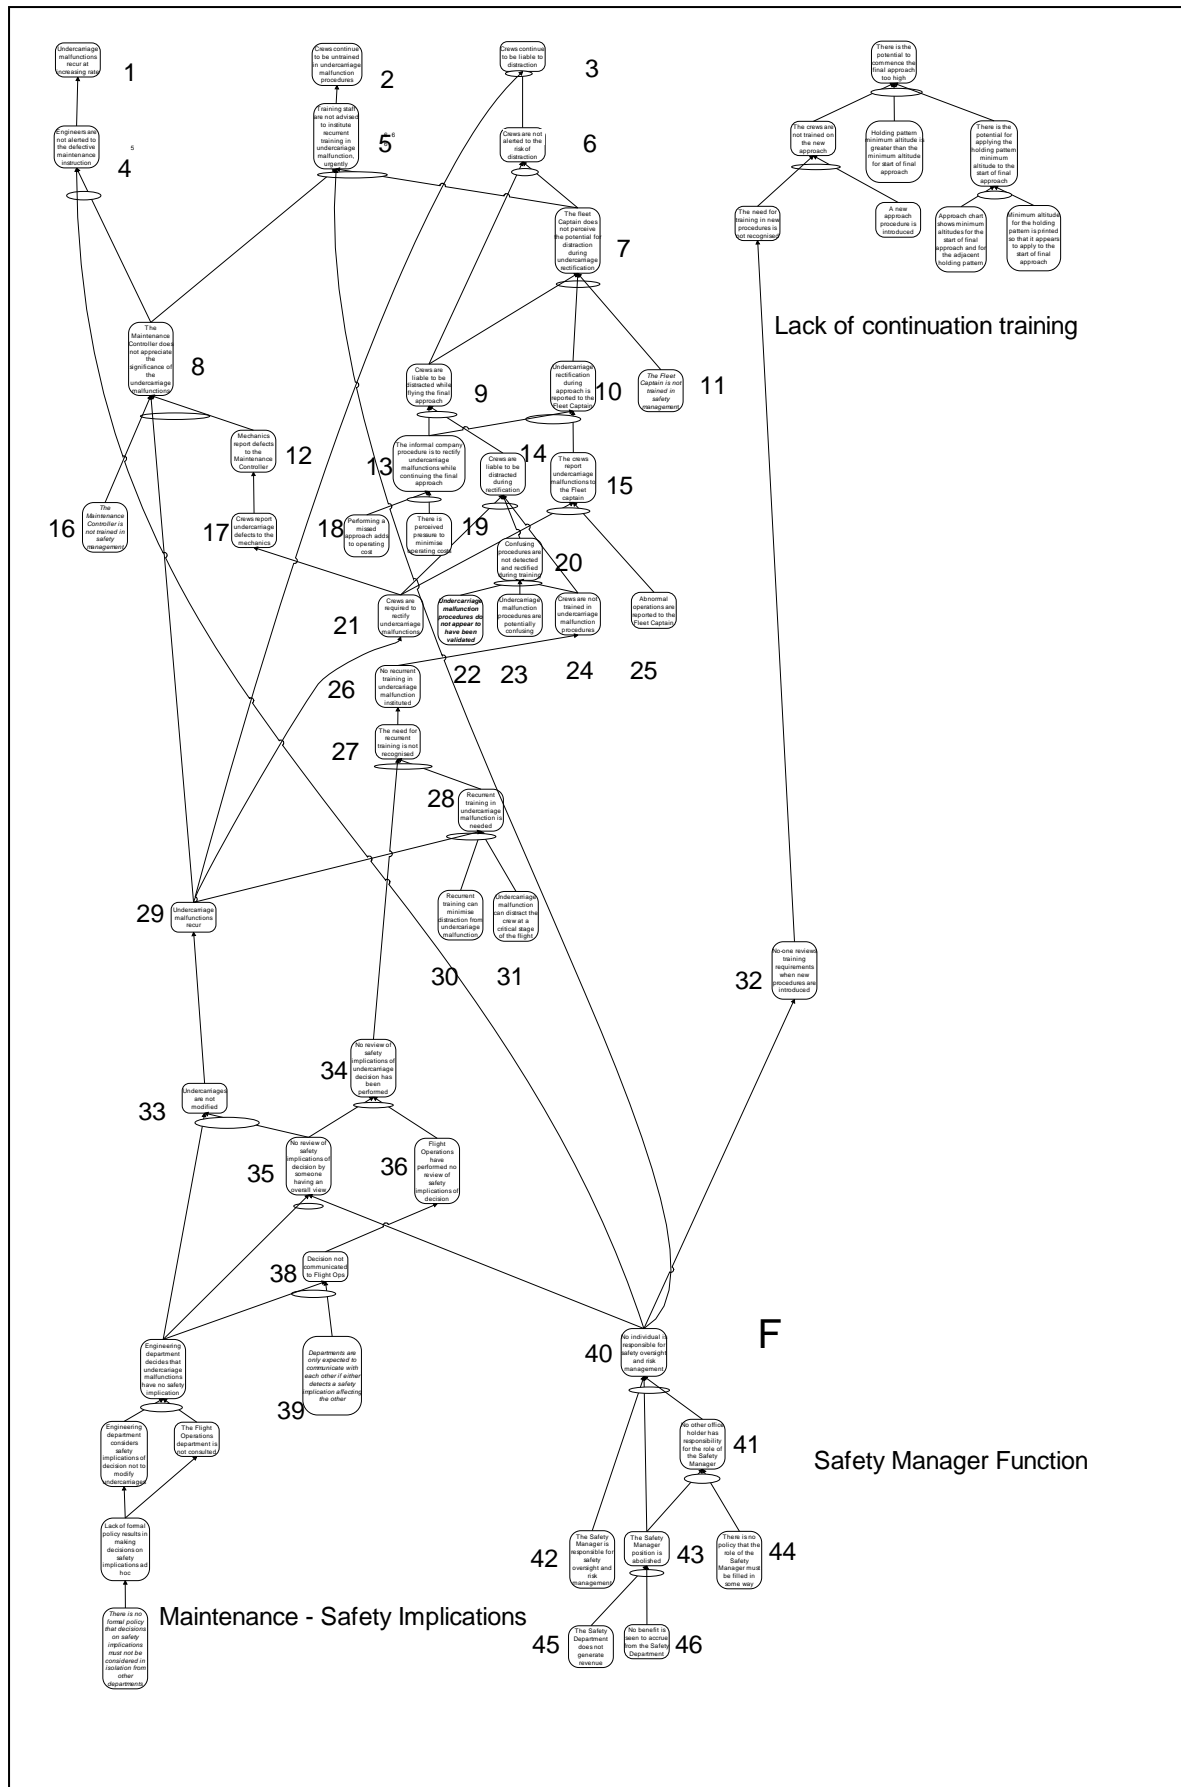 Undercarriage
malfunctions
recur at
increasing rate
1
Crews continue
to be untrained
in undercarriage
malfunction
procedures
2
Crews continue
to be liable to
distraction
3
There is the
potential to
commence the
final approach
too high
Engineers are
not alerted to
the defective
maintenance
instruction
5
4
Training staff
are not advised
to institute
recurrent
training in
undercarriage
malfunction,
urgently
5
Crews are not
alerted to the
risk of
distraction
6
The crews are
not trained on
the new
approach
Holding pattern
minimum altitude is
greater than the
minimum altitude
for start of final
approach
There is the
potential for
applying the
holding pattern
minimum
altitude to the
start of final
approach
The fleet
Captain does
not perceive
the potential for
distraction
during
undercarriage
rectification
7
The need for
training in new
procedures is
not recognised
A new
approach
procedure is
introduced
Approach chart
shows minimum
altitudes for the
start of final
approach and for
the adjacent
holding pattern
Minimum altitude
for the holding
pattern is printed
so that it appears
to apply to the
start of final
approach
Lack of continuation training
The
Maintenance
Controller does
not appreciate
the
significance of
the
undercarriage
malfunctions
8
Crews are
liable to be
distracted while
flying the final
approach
9
Undercarriage
rectification
during
approach is
reported to the
Fleet Captain
10
The Fleet
Captain is not
trained in
safety
management
11
Mechanics
report defects
to the
Maintenance
Controller
12
The informal company
procedure is to rectify
undercarriage
malfunctions while
continuing the final
approach
13
Crews are
liable to be
distracted
during
rectification
14
The crews
report
undercarriage
malfunctions to
the Fleet
captain
15
16
The
Maintenance
Controller is
not trained in
safety
management
17
Crews report
undercarriage
defects to the
mechanics
18
Performing a
missed
approach adds
to operating
cost
There is
perceived
pressure to
minimise
operating costs
19
Confusing
procedures are
not detected
and rectified
during training
20
21
Crews are
required to
rectify
undercarriage
malfunctions
Undercarriage
malfunction
procedures do
not appear to
have been
validated
Undercarriage
malfunction
procedures are
potentially
confusing
Crews are not
trained in
undercarriage
malfunction
procedures
Abnormal
operations are
reported to the
Fleet Captain
22
23
24
25
26
No recurrent
training in
undercarriage
malfunction
instituted
27
The need for
recurrent
training is not
recognised
28
Recurrent
training in
undercarriage
malfunction is
needed
29
Undercarriage
malfunctions
recur
Recurrent
training can
minimise
distraction from
undercarriage
malfunction
Undercarriage
malfunction
can distract the
crew at a
critical stage
of the flight
30
31
32
No-one reviews
training
requirements
when new
procedures are
introduced
33
Undercarriages
are not
modified
34
No review of
safety
implications of
undercarriage
decision has
been
performed
35
No review of
safety
implications of
decision by
someone
having an
overall view
36
Flight
Operations
have
performed no
review of
safety
implications of
decision
38
Decision not
communicated
to Flight Ops
Engineering
department
decides that
undercarriage
malfunctions
have no safety
implication
Departments are
only expected to
communicate with
each other if either
detects a safety
implication affecting
the other
39
40
No individual is
responsible for
safety oversight
and risk
management
F
Engineering
department
considers
safety
implications of
decision not to
modify
undercarriages
The Flight
Operations
department is
not consulted
No other office
holder has
responsibility
for the role of
the Safety
Manager
41
Safety Manager Function
Lack of formal
policy results in
making
decisions on
safety
implications ad
hoc
42
The Safety
Manager is
responsible for
safety
oversight and
risk
management
The Safety
Manager
position is
abolished
43
There is no
policy that the
role of the
Safety Manager
must be filled
in some way
44
There is no
formal policy
that decisions
on safety
implications
must not be
considered in
isolation from
other
departments
Maintenance - Safety Implications
45
The Safety
Department
does not
generate
revenue
No benefit is
seen to accrue
from the Safety
Department
46